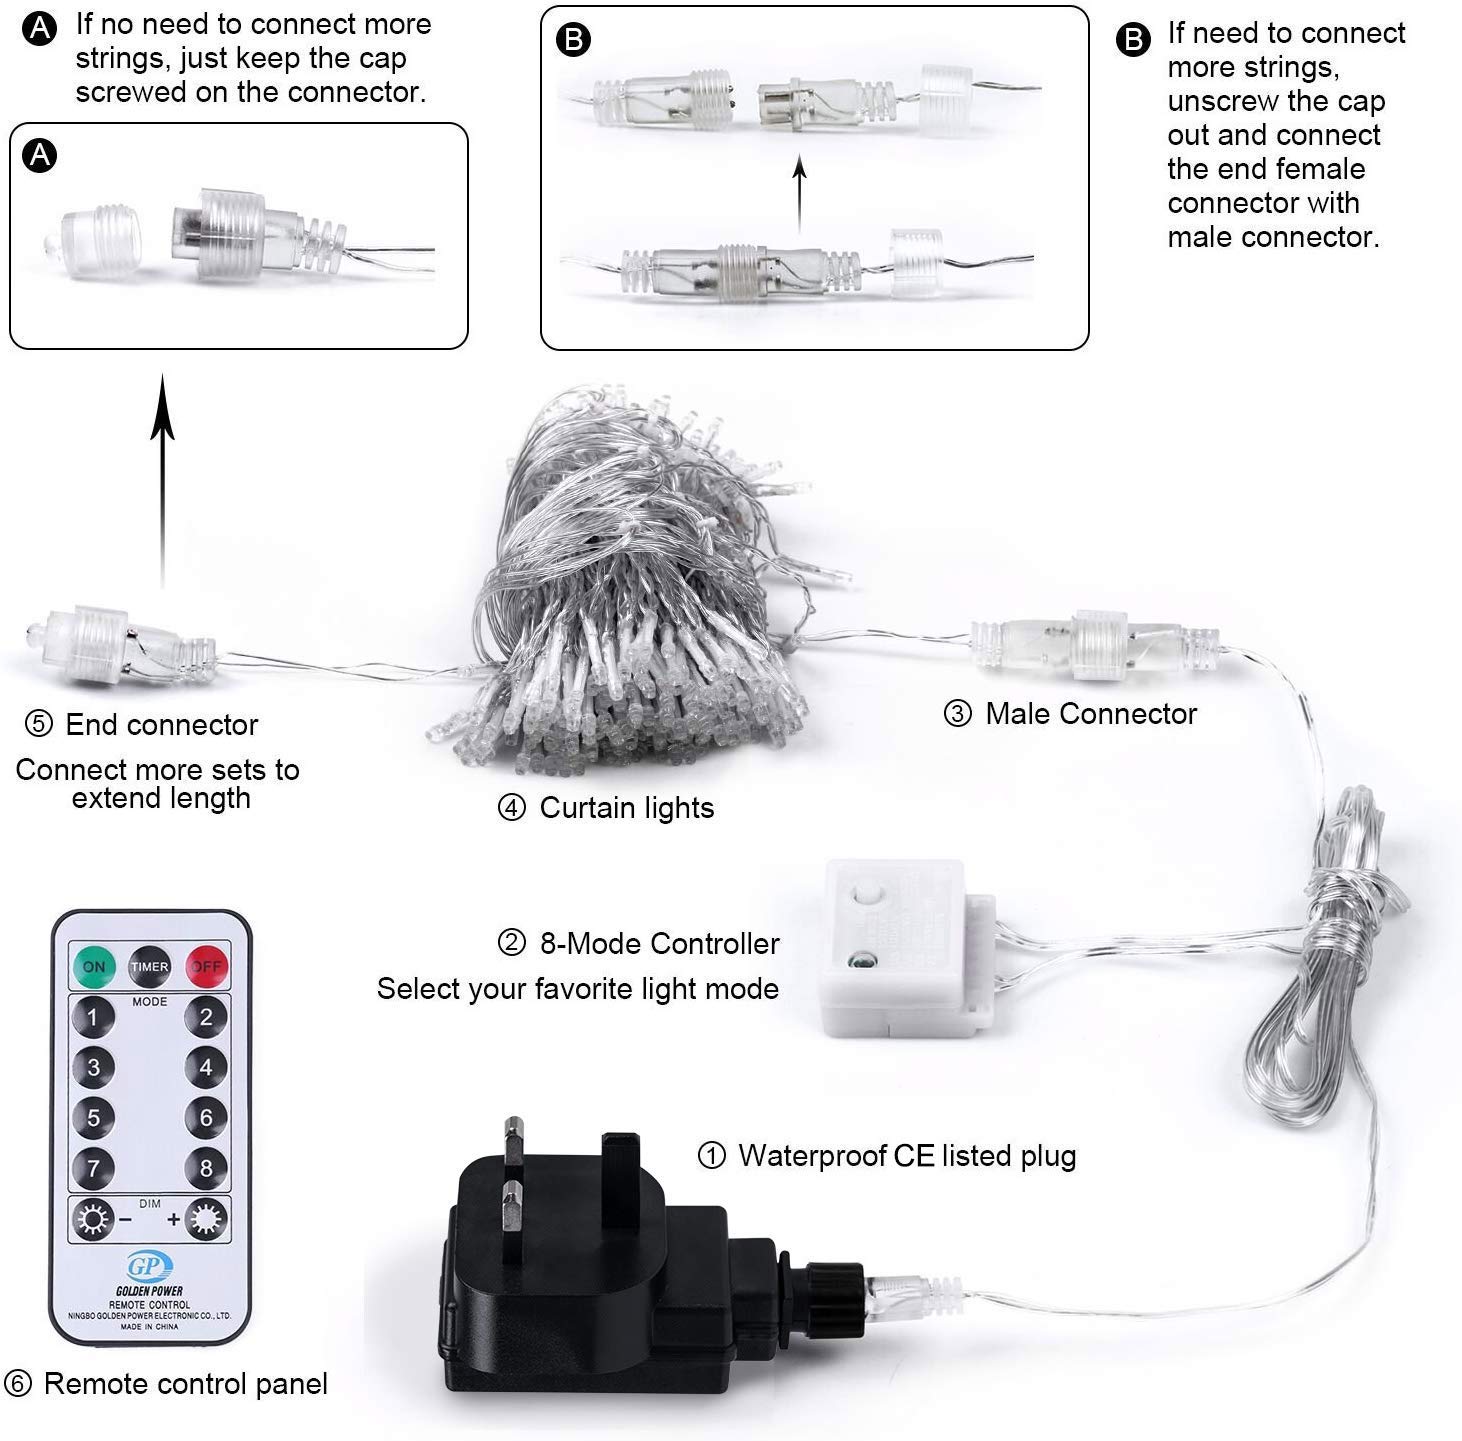 A If no need to connect more
strings, just keep the cap
screwed on the connector.
A
B
B If need to connect
more strings,
unscrew the cap
out and connect
the end female
connector with
male connector.
⑤ End connector
Connect more sets to
extend length
④ Curtain lights
③ Male Connector
② 8-Mode Controller
Select your favorite light mode
① Waterproof CE listed plug
ON TIMER OFF
MODE
1 2
3 4
5 6
7 8
DIM
− +
GP
GOLDEN POWER
REMOTE CONTROL
NINGBO GOLDEN POWER ELECTRONIC CO., LTD.
MADE IN CHINA
⑥ Remote control panel